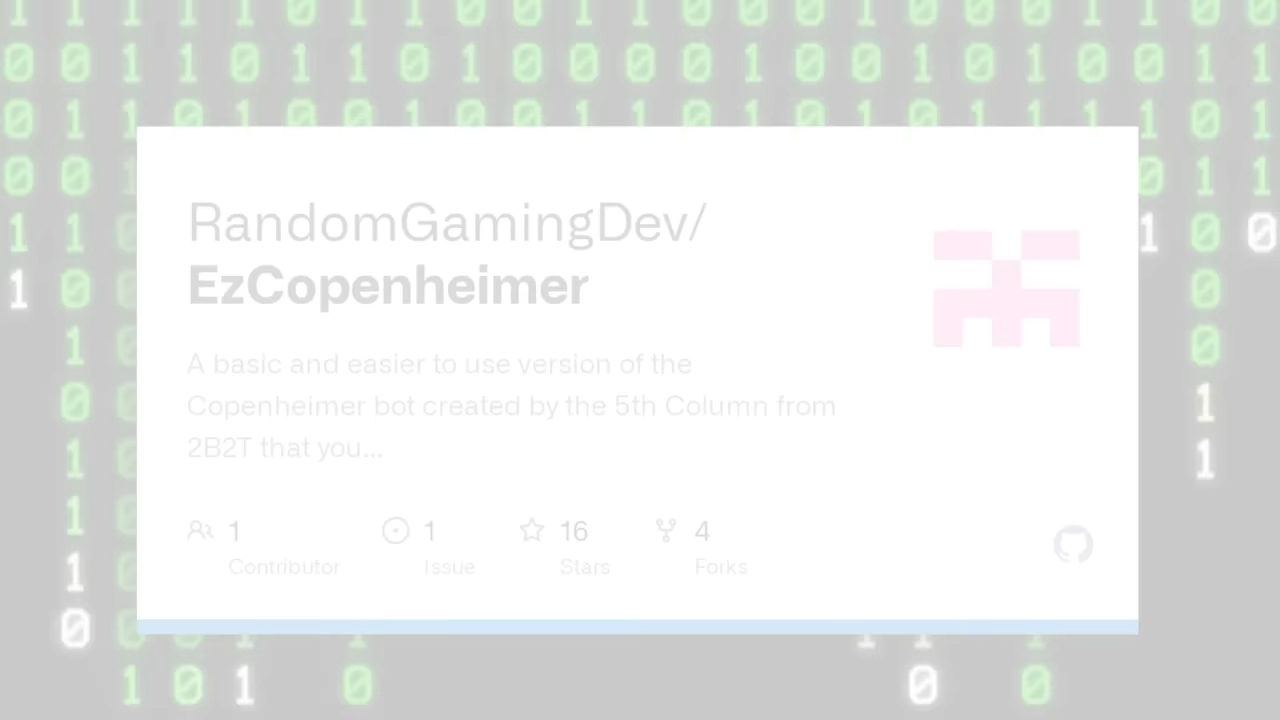 RandomGamingDev/
EzCopenheimer
A basic and easier to use version of the
Copenheimer bot created by the 5th Column from
2B2T that you...
1 1 16 4
Contributor Issue Stars Forks